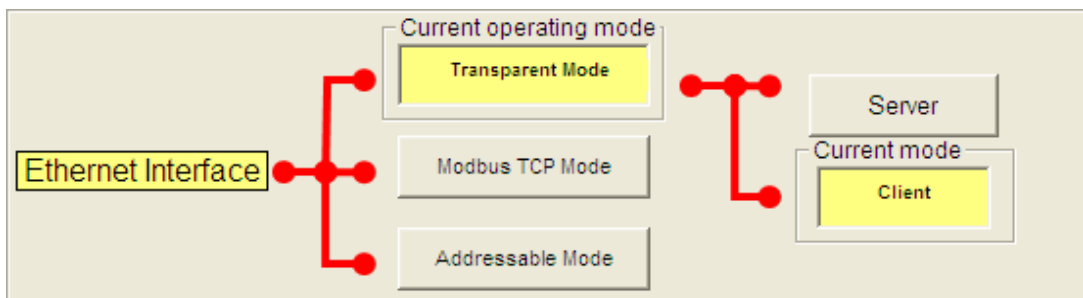 Current operating mode
Transparent Mode
Server
Ethernet Interface
Modbus TCP Mode
Current mode
Client
Addressable Mode